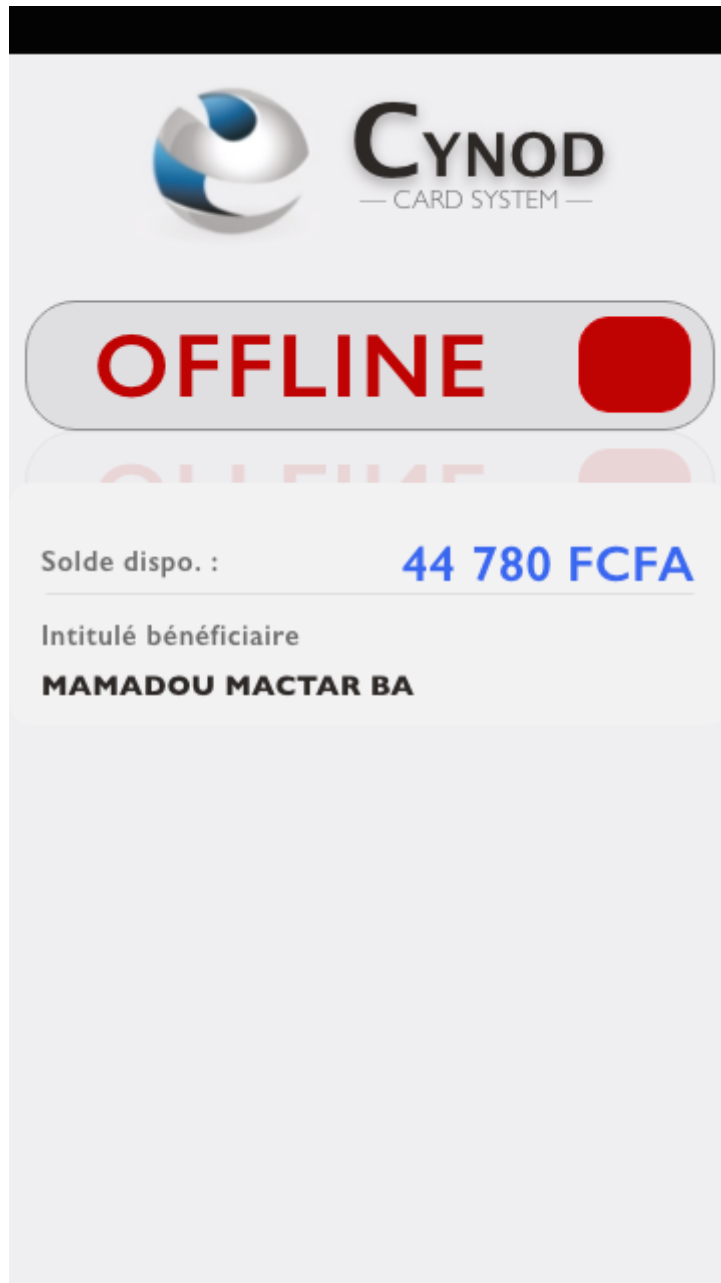 CYNOD
— CARD SYSTEM —
OFFLINE
Solde dispo. : 44 780 FCFA
Intitulé bénéficiaire
MAMADOU MACTAR BA